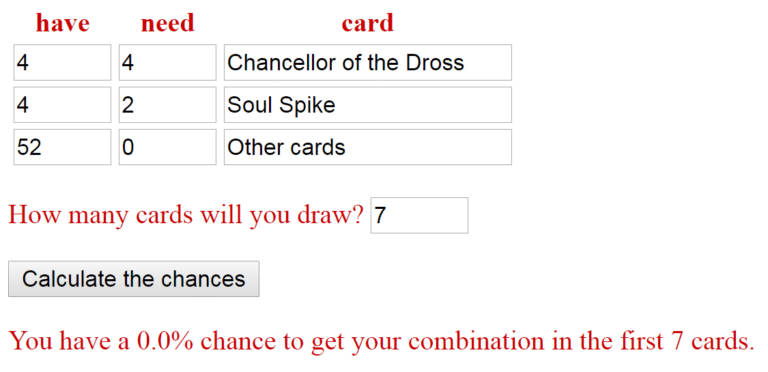 have need card
4 4 Chancellor of the Dross
4 2 Soul Spike
52 0 Other cards
How many cards will you draw? 7
Calculate the chances
You have a 0.0% chance to get your combination in the first 7 cards.